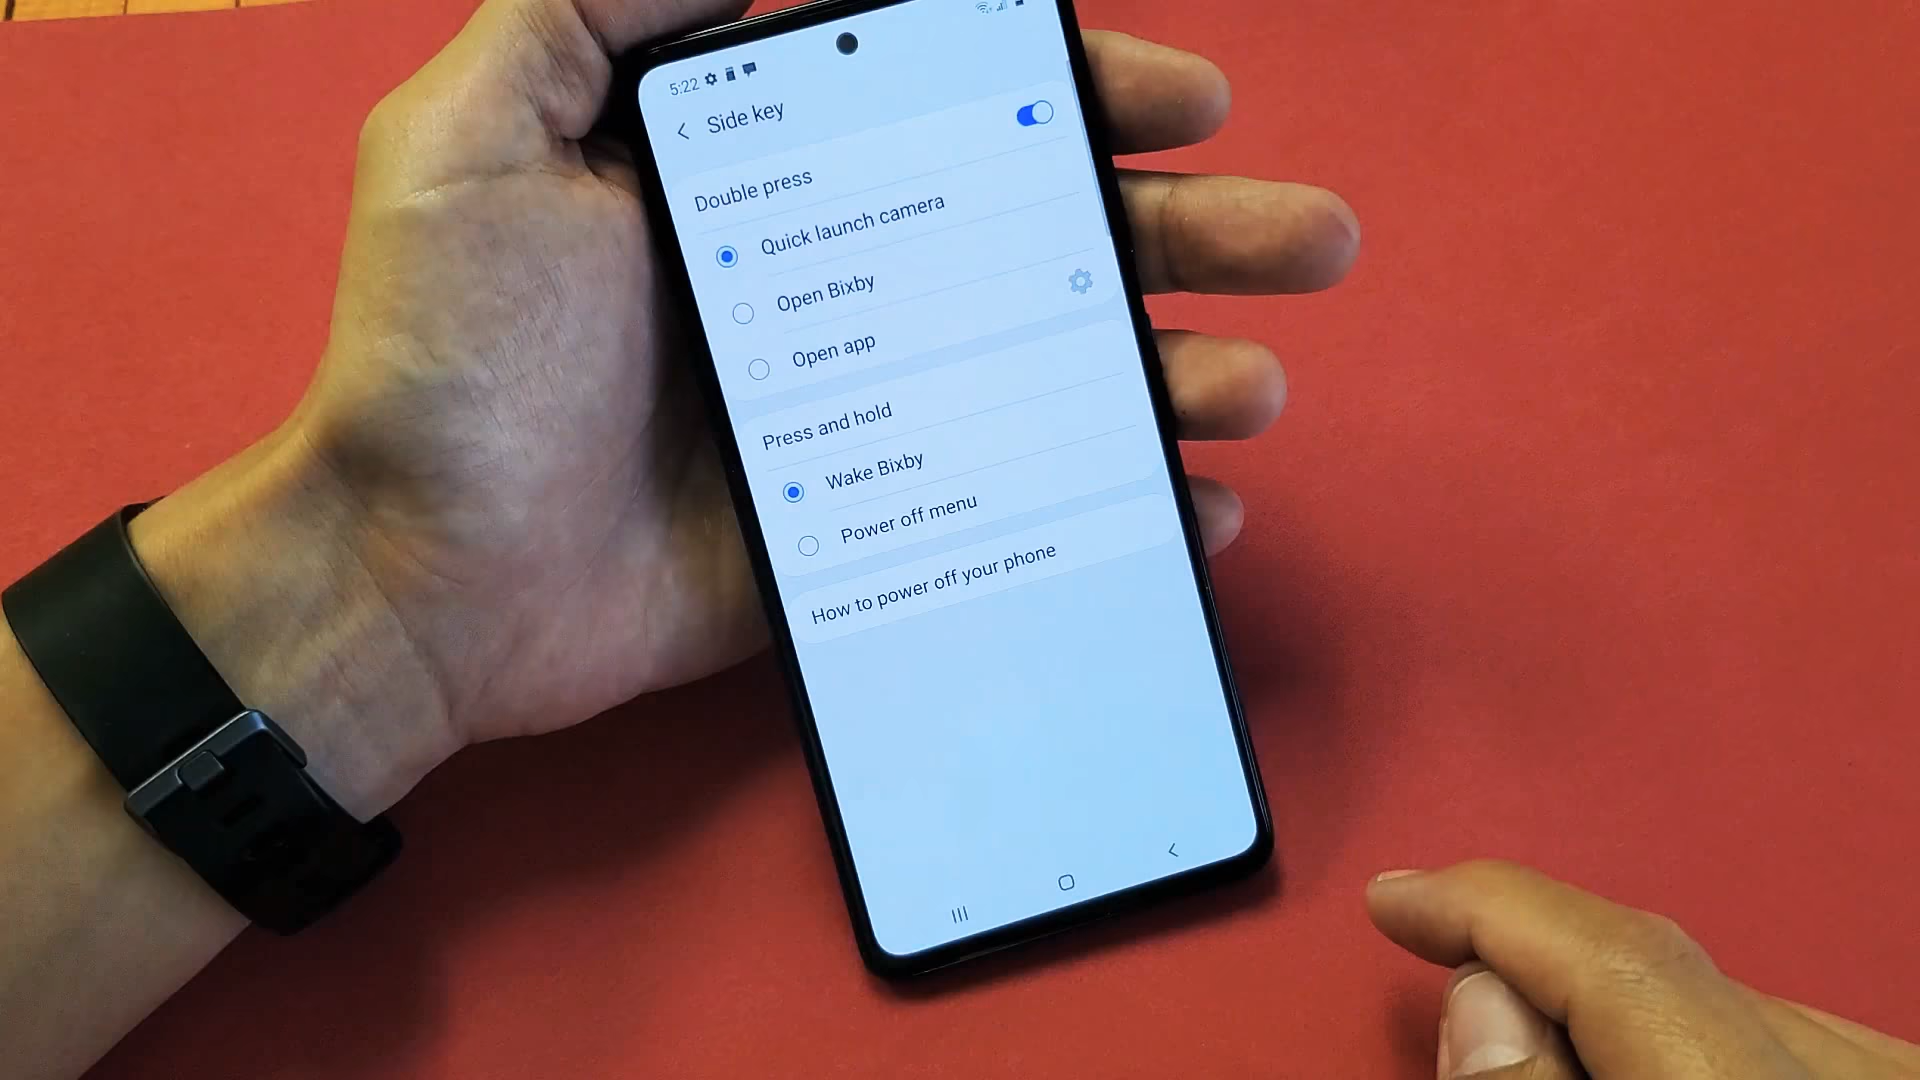 5:22
Side key
Double press
Quick launch camera
Open Bixby
Open app
Press and hold
Wake Bixby
Power off menu
How to power off your phone